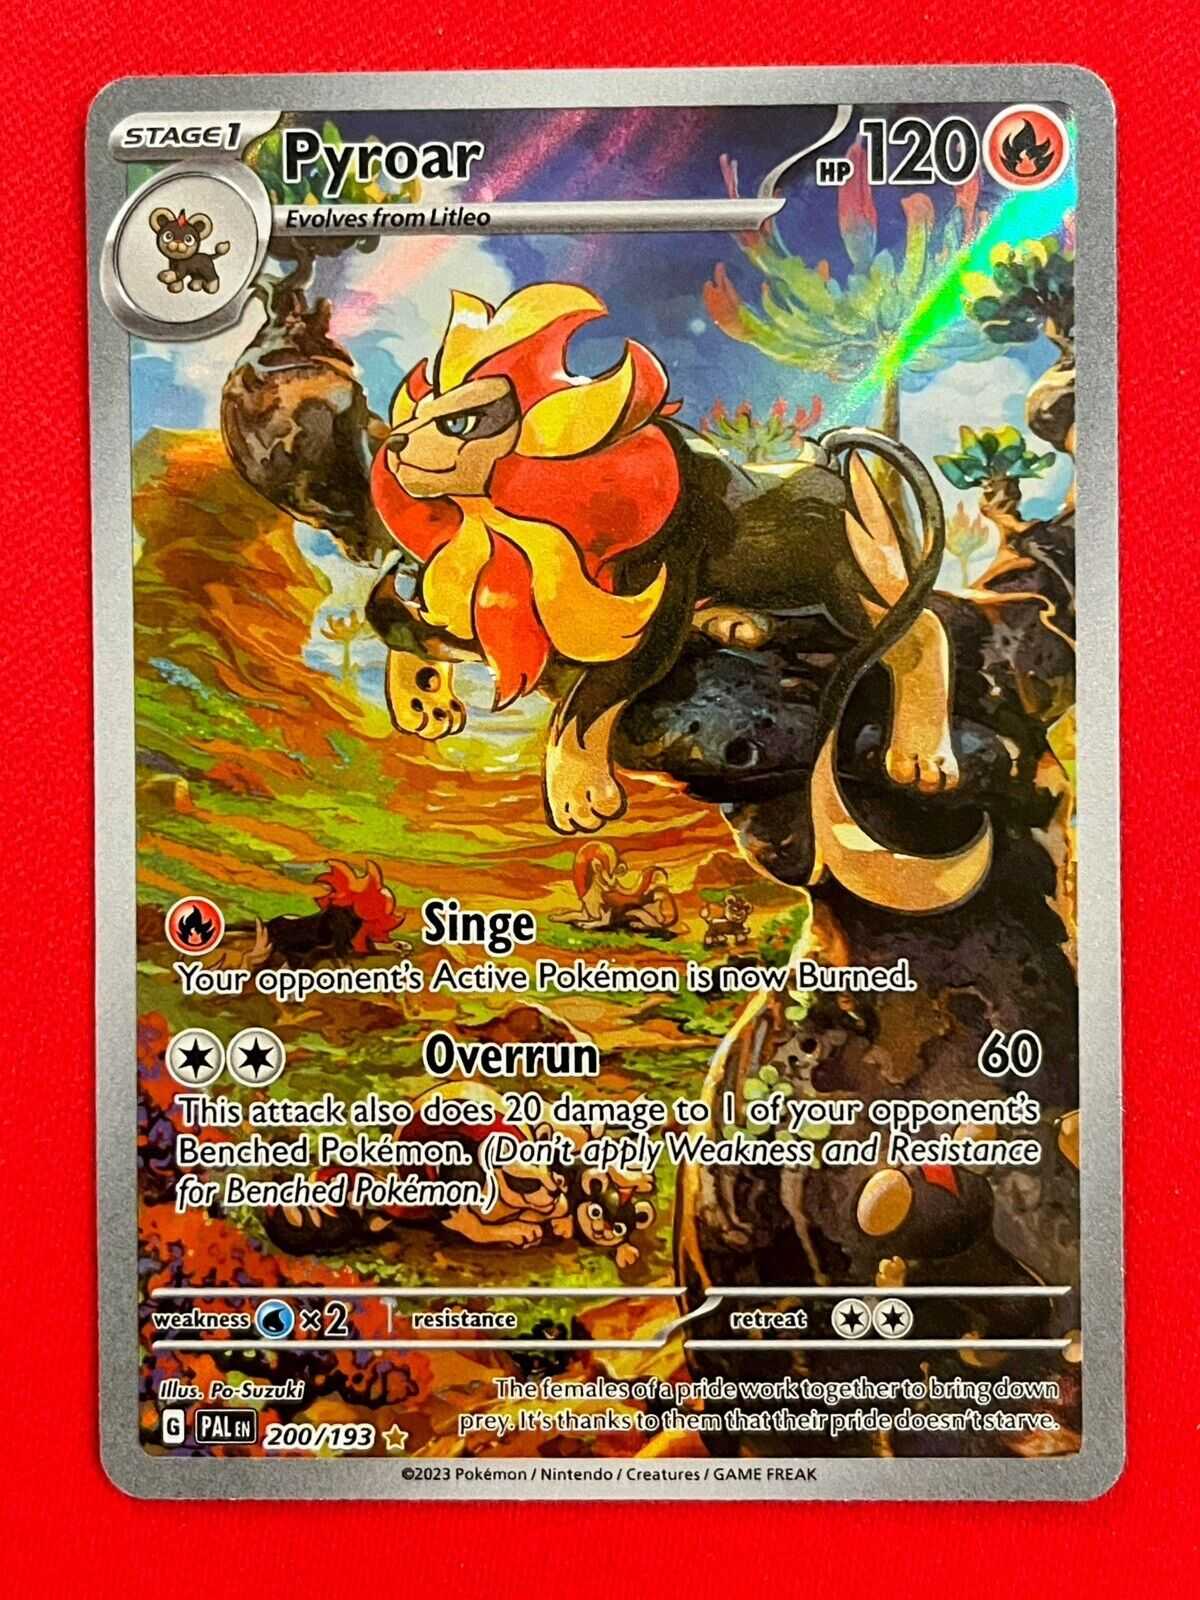 STAGE 1 Pyroar HP 120
Evolves from Litleo
Singe
Your opponent's Active Pokémon is now Burned.
Overrun 60
This attack also does 20 damage to 1 of your opponent's
Benched Pokémon. (Don't apply Weakness and Resistance
for Benched Pokémon.)
weakness ×2 resistance retreat
Illus. Po-Suzuki
The females of a pride work together to bring down
prey. It's thanks to them that their pride doesn't starve.
G PAL EN 200/193
©2023 Pokémon / Nintendo / Creatures / GAME FREAK